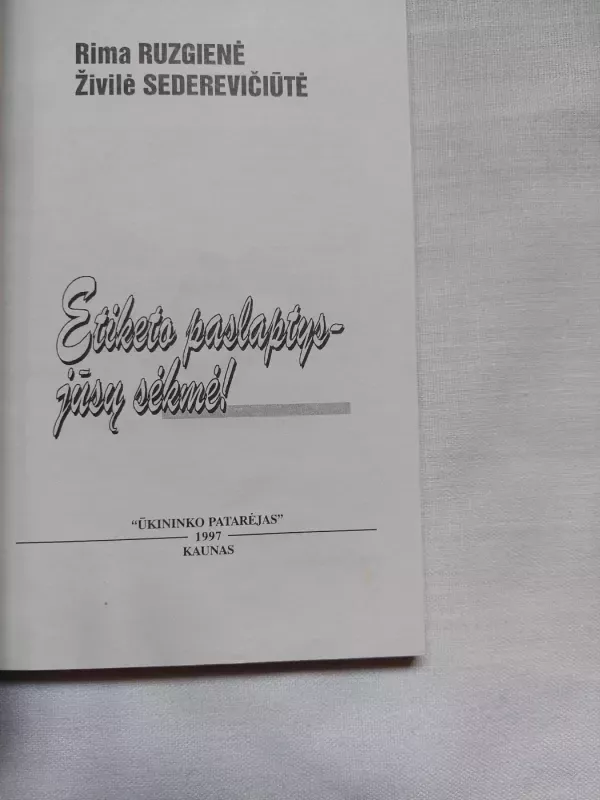 Rima RUZGIENĖ
Živilė SEDEREVIČIŪTĖ
Etiketo paslaptys-
jūsų sėkmė!
“ŪKININKO PATARĖJAS”
1997
KAUNAS